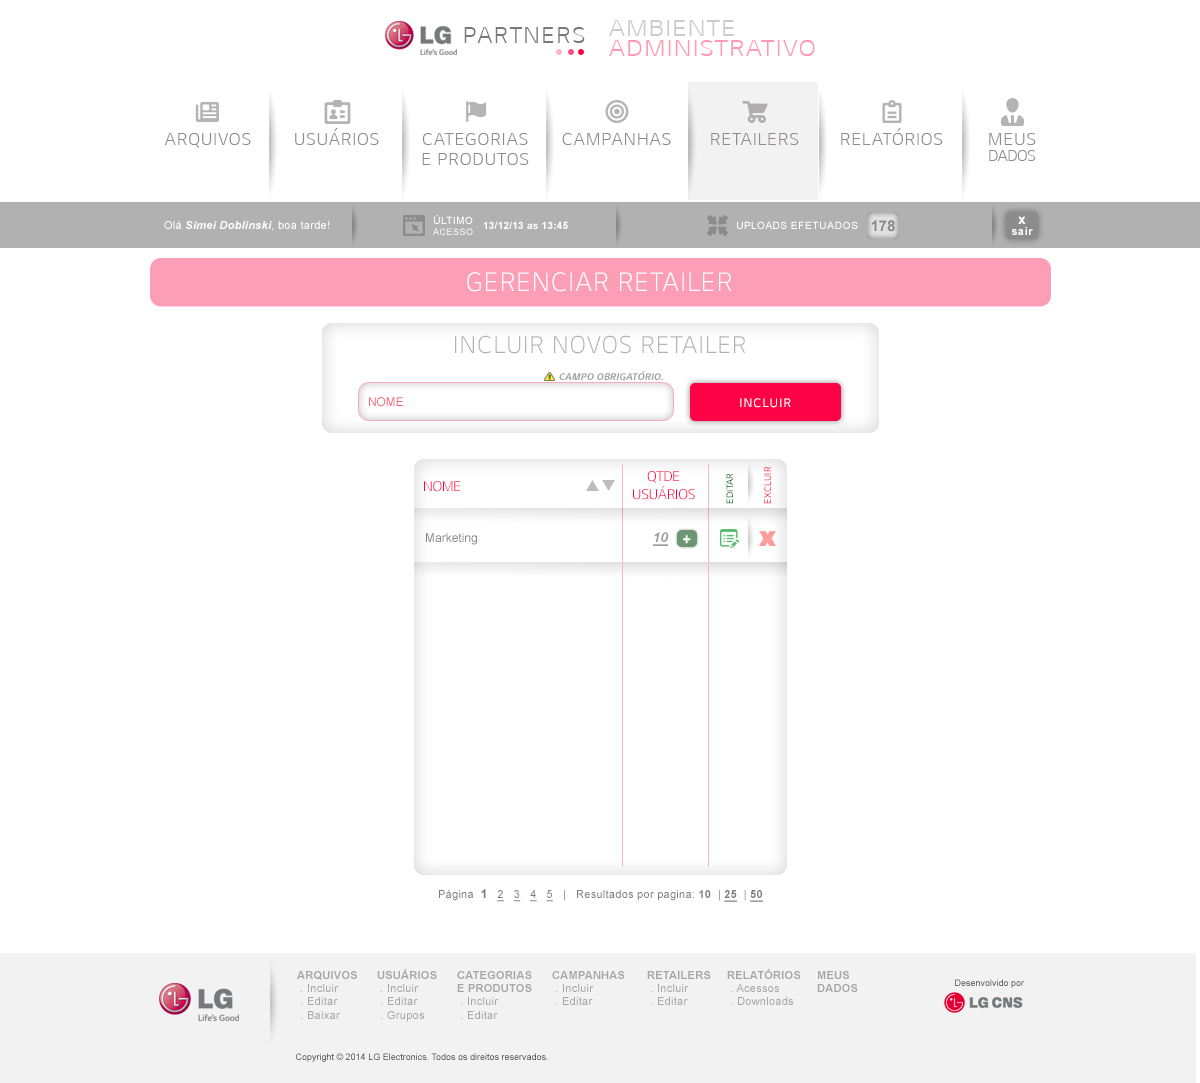 LG PARTNERS
Life's Good
AMBIENTE
ADMINISTRATIVO
ARQUIVOS
USUÁRIOS
CATEGORIAS
E PRODUTOS
CAMPANHAS
RETAILERS
RELATÓRIOS
MEUS
DADOS
Olá Simei Doblinski, boa tarde!
ÚLTIMO
ACESSO
13/12/13 as 13:45
UPLOADS EFETUADOS 178
x
sair
GERENCIAR RETAILER
INCLUIR NOVOS RETAILER
CAMPO OBRIGATÓRIO.
NOME
INCLUIR
NOME
QTDE
USUÁRIOS
EDITAR
EXCLUIR
Marketing 10 + X
Página 1 2 3 4 5 | Resultados por pagina: 10 | 25 | 50
LG
Life's Good
ARQUIVOS
. Incluir
. Editar
. Baixar
USUÁRIOS
. Incluir
. Editar
. Grupos
CATEGORIAS
E PRODUTOS
. Incluir
. Editar
CAMPANHAS
. Incluir
. Editar
RETAILERS
. Incluir
. Editar
RELATÓRIOS
. Acessos
. Downloads
MEUS
DADOS
Desenvolvido por
LG CNS
Copyright © 2014 LG Electronics. Todos os direitos reservados.